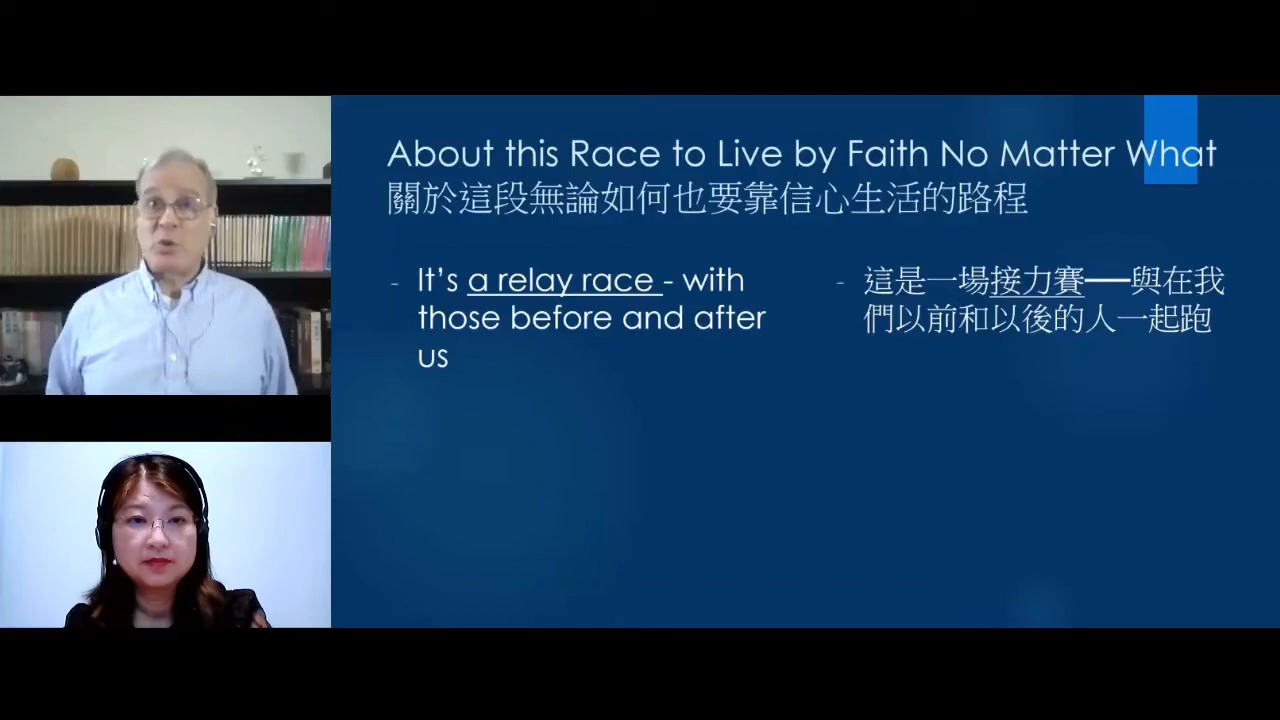 About this Race to Live by Faith No Matter What
關於這段無論如何也要靠信心生活的路程
- It's a relay race - with
those before and after
us
- 這是一場接力賽——與在我
們以前和以後的人一起跑